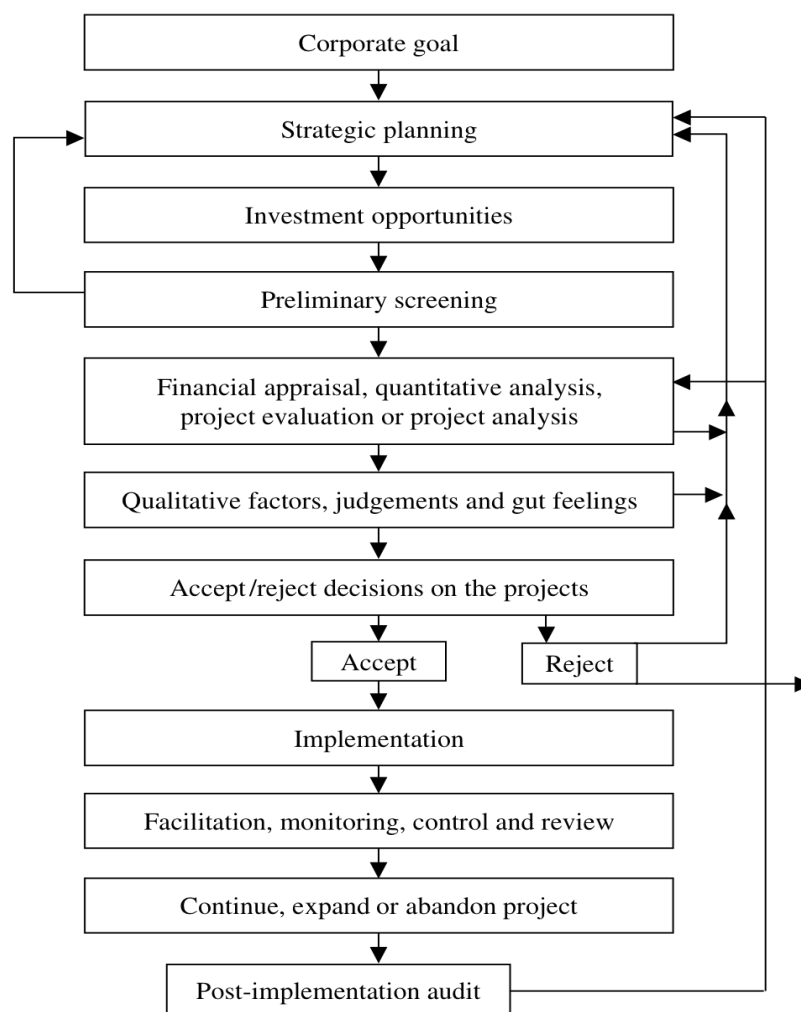 Corporate goal
Strategic planning
Investment opportunities
Preliminary screening
Financial appraisal, quantitative analysis,
project evaluation or project analysis
Qualitative factors, judgements and gut feelings
Accept/reject decisions on the projects
Accept
Reject
Implementation
Facilitation, monitoring, control and review
Continue, expand or abandon project
Post-implementation audit